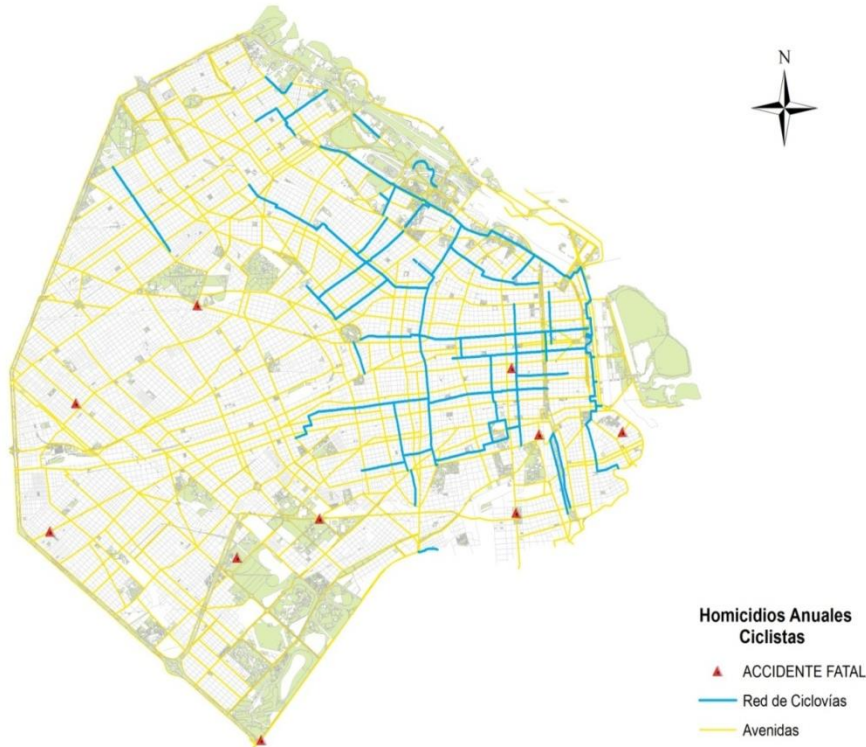 N
Homicidios Anuales
Ciclistas
ACCIDENTE FATAL
Red de Ciclovías
Avenidas